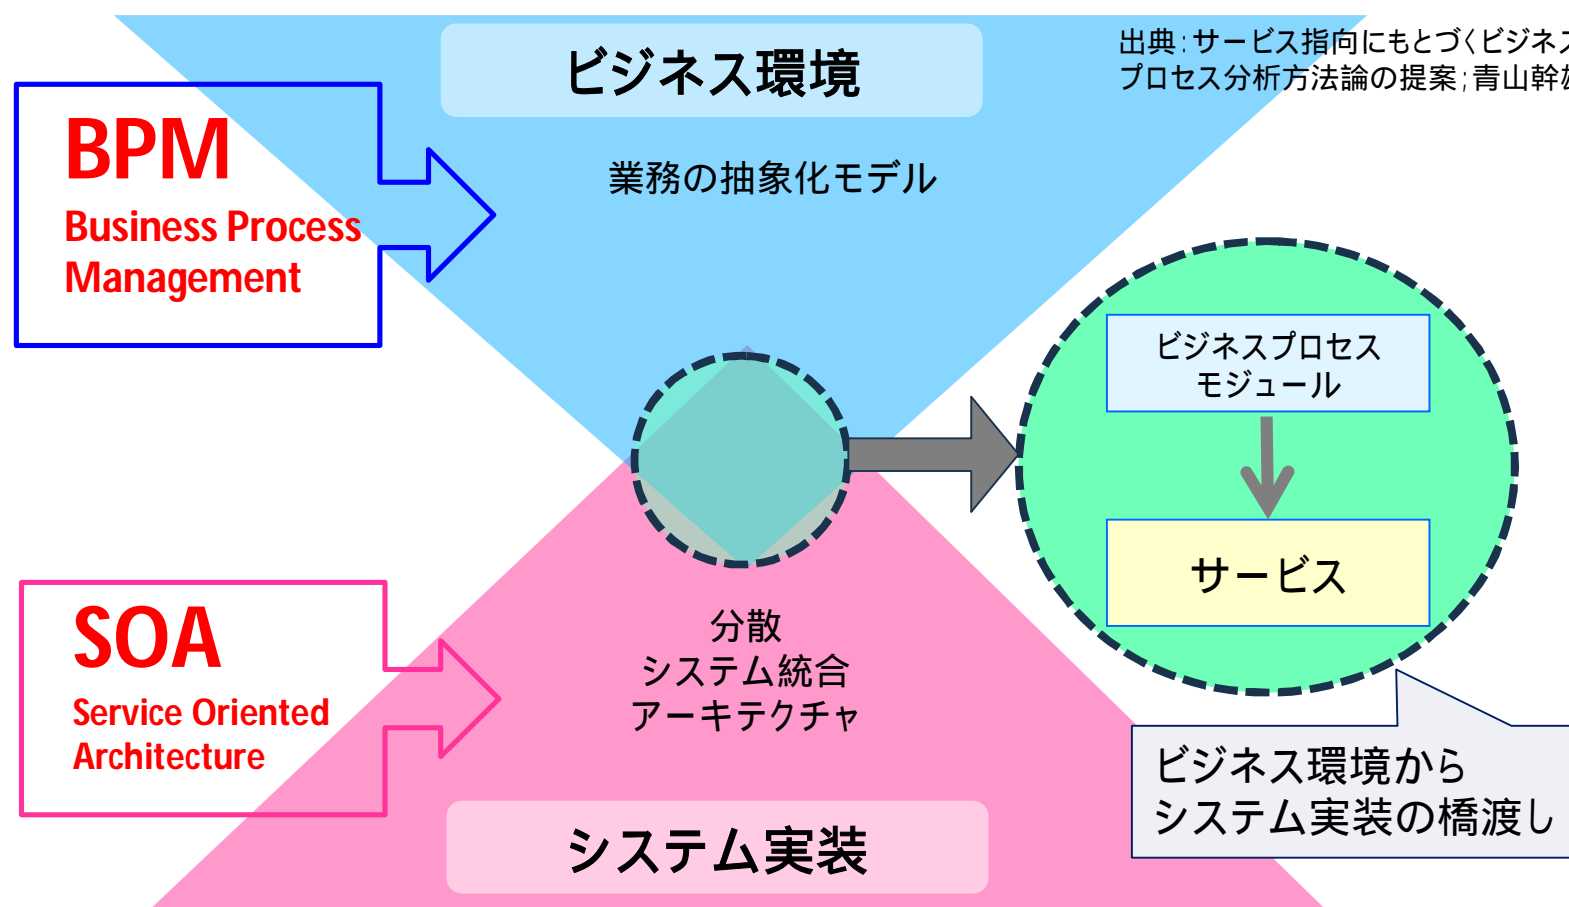 ビジネス環境
出典:サービス指向にもとづくビジネス
プロセス分析方法論の提案;青山幹
BPM
Business Process
Management
業務の抽象化モデル
ビジネスプロセス
モジュール
サービス
SOA
Service Oriented
Architecture
分散
システム統合
アーキテクチャ
ビジネス環境から
システム実装の橋渡し
システム実装